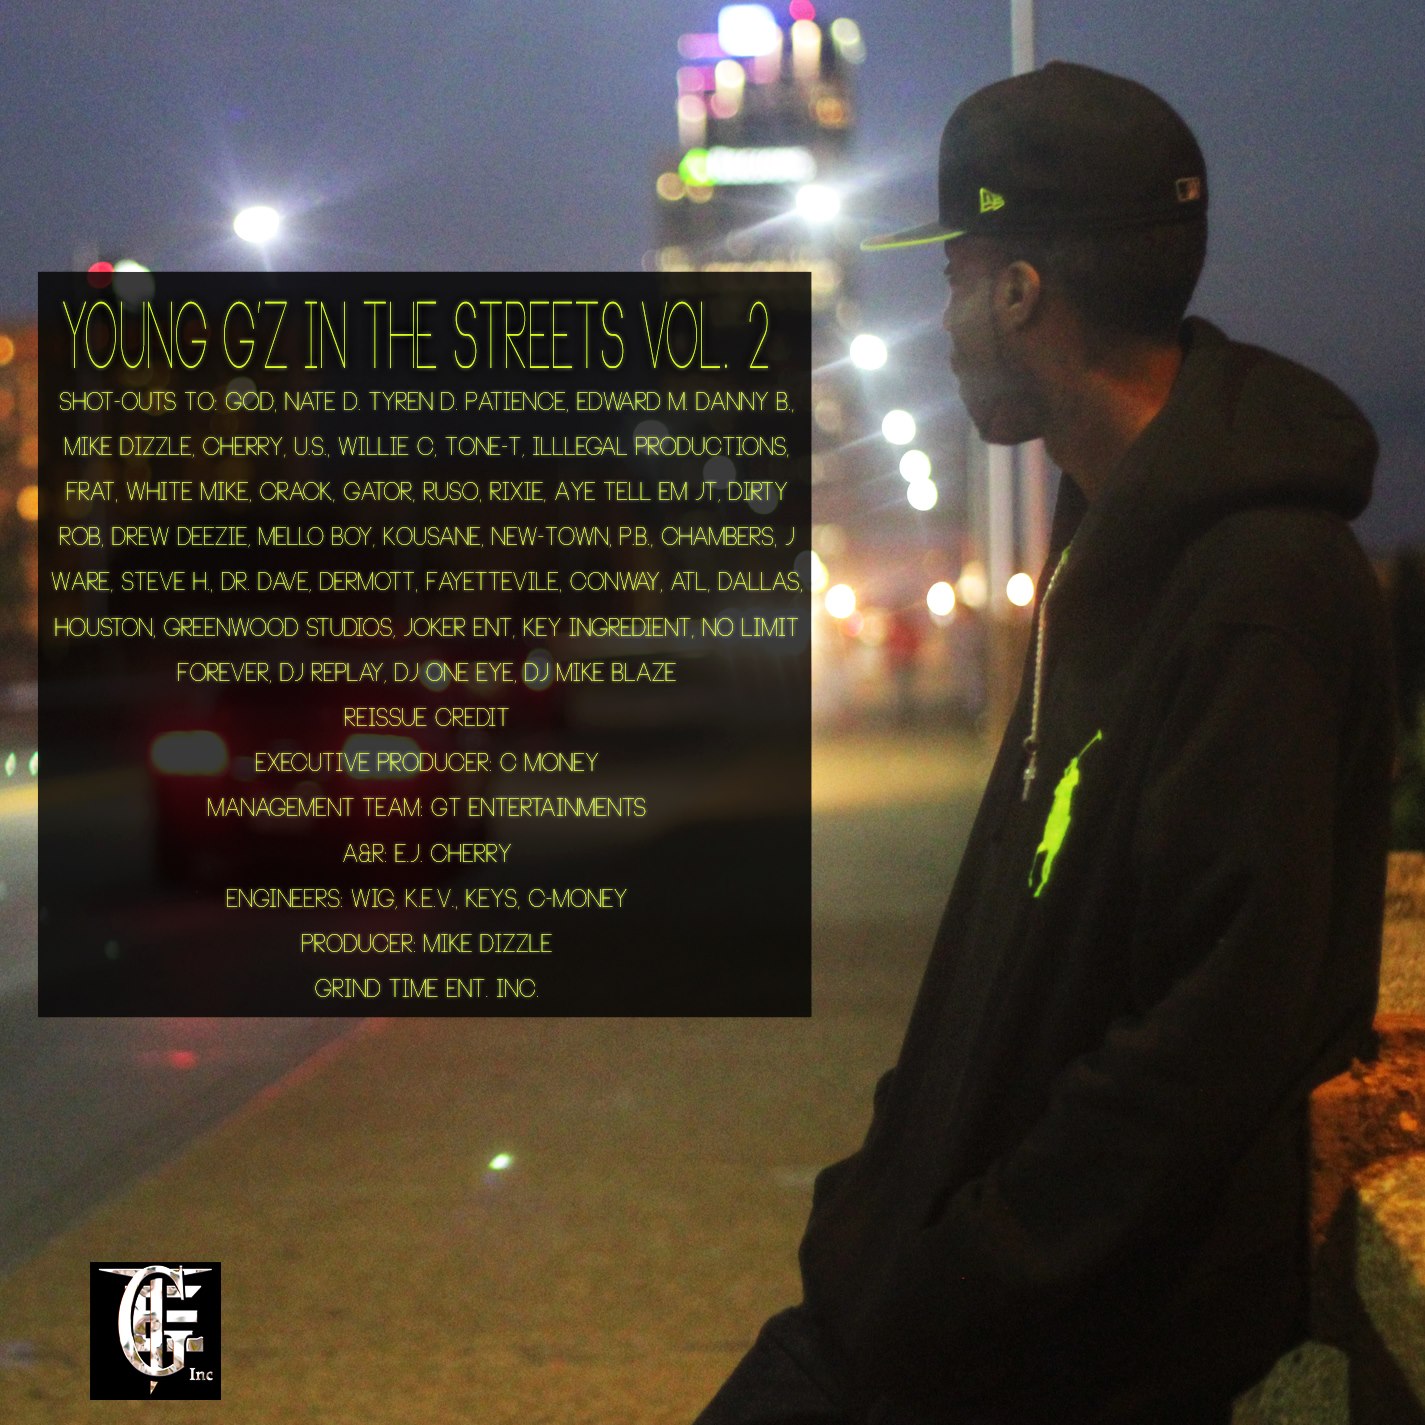 YOUNG G'Z IN THE STREETS VOL. 2
SHOT-OUTS TO: GOD, NATE D. TYREN D. PATIENCE, EDWARD M. DANNY B.,
MIKE DIZZLE, CHERRY, U.S., WILLIE C, TONE-T, ILLLEGAL PRODUCTIONS,
FRAT, WHITE MIKE, CRACK, GATOR, RUSO, RIXIE, AYE TELL EM JT, DIRTY
ROB, DREW DEEZIE, MELLO BOY, KOUSANE, NEW-TOWN, P.B., CHAMBERS, J
WARE, STEVE H., DR. DAVE, DERMOTT, FAYETTEVILE, CONWAY, ATL, DALLAS,
HOUSTON, GREENWOOD STUDIOS, JOKER ENT, KEY INGREDIENT, NO LIMIT
FOREVER, DJ REPLAY, DJ ONE EYE, DJ MIKE BLAZE
REISSUE CREDIT
EXECUTIVE PRODUCER: C MONEY
MANAGEMENT TEAM: GT ENTERTAINMENTS
A&R: E.J. CHERRY
ENGINEERS: WIG, K.E.V., KEYS, C-MONEY
PRODUCER: MIKE DIZZLE
GRIND TIME ENT. INC.
Inc